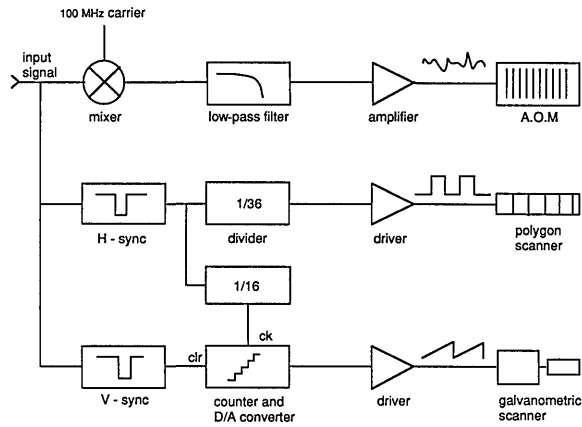 100 MHz carrier
input
signal
mixer
low-pass filter
amplifier
A.O.M
H - sync
1/36
divider
driver
polygon
scanner
1/16
ck
clr
V - sync
counter and
D/A converter
driver
galvanometric
scanner